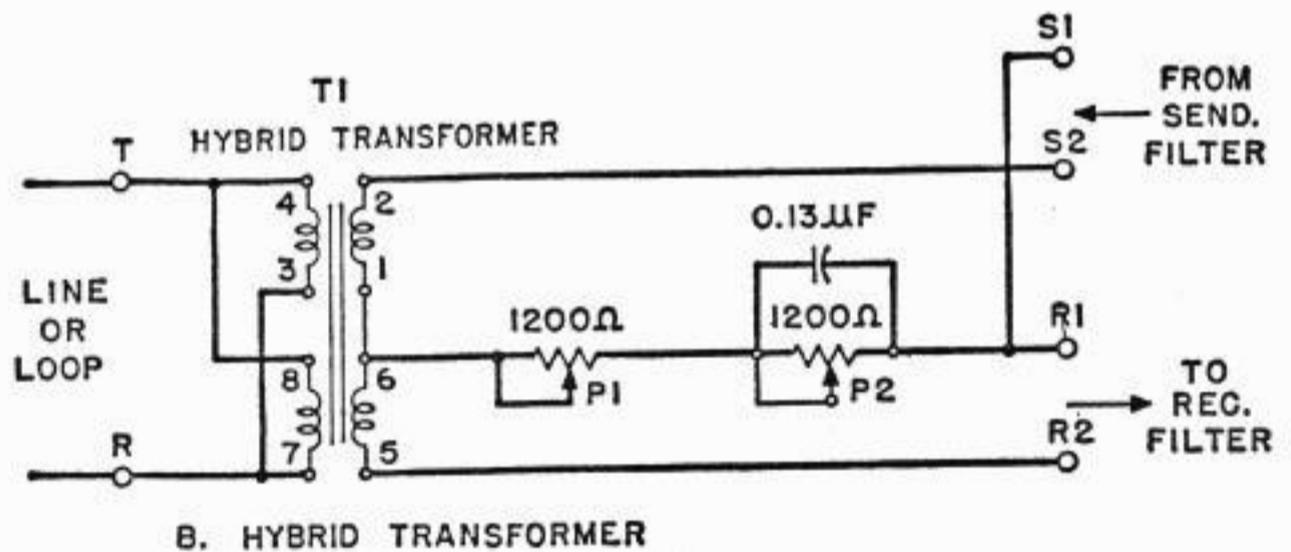 S1
FROM
SEND.
FILTER
S2
T1
HYBRID TRANSFORMER
T
4
2
3
1
0.13µF
LINE
OR
LOOP
1200Ω
1200Ω
R1
8
6
P1
P2
TO
REC.
FILTER
R
7
5
R2
B. HYBRID TRANSFORMER